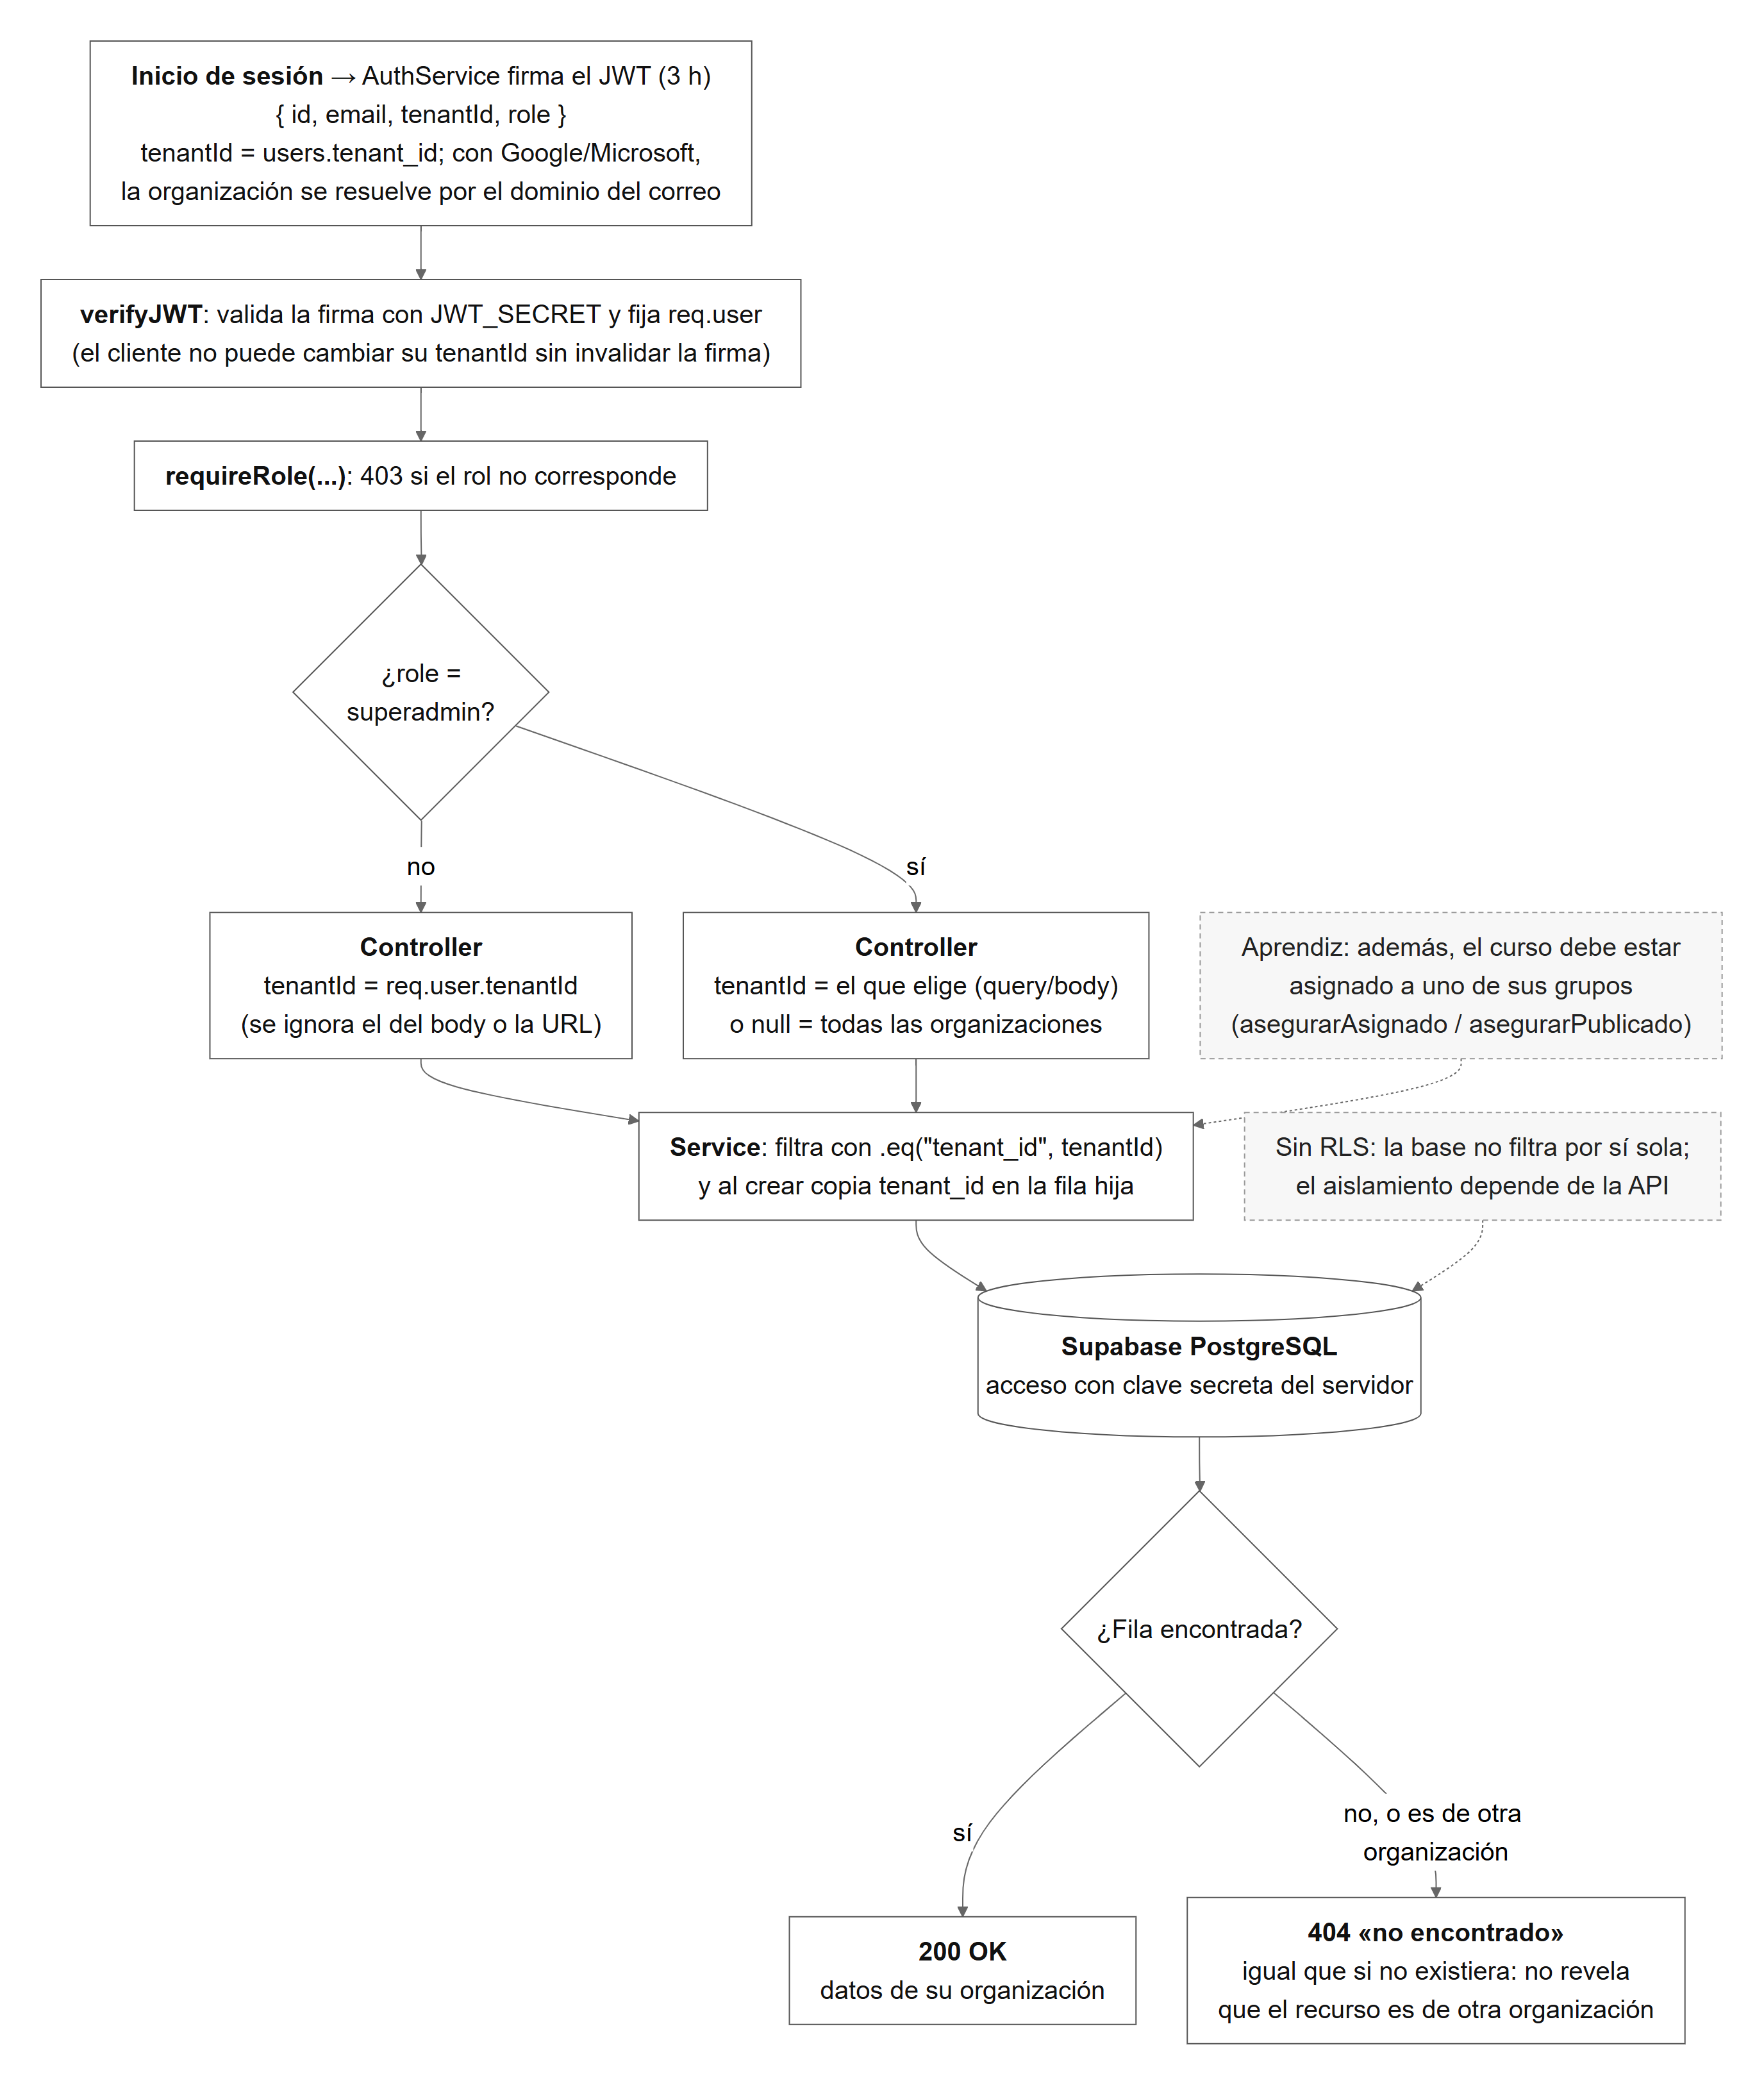 Inicio de sesión → AuthService firma el JWT (3 h)
{ id, email, tenantId, role }
tenantId = users.tenant_id; con Google/Microsoft,
la organización se resuelve por el dominio del correo
verifyJWT: valida la firma con JWT_SECRET y fija req.user
(el cliente no puede cambiar su tenantId sin invalidar la firma)
requireRole(...): 403 si el rol no corresponde
¿role =
superadmin?
no
sí
Controller
tenantId = req.user.tenantId
(se ignora el del body o la URL)
Controller
tenantId = el que elige (query/body)
o null = todas las organizaciones
Aprendiz: además, el curso debe estar
asignado a uno de sus grupos
(asegurarAsignado / asegurarPublicado)
Service: filtra con .eq("tenant_id", tenantId)
y al crear copia tenant_id en la fila hija
Sin RLS: la base no filtra por sí sola;
el aislamiento depende de la API
Supabase PostgreSQL
acceso con clave secreta del servidor
¿Fila encontrada?
sí
no, o es de otra
organización
200 OK
datos de su organización
404 «no encontrado»
igual que si no existiera: no revela
que el recurso es de otra organización